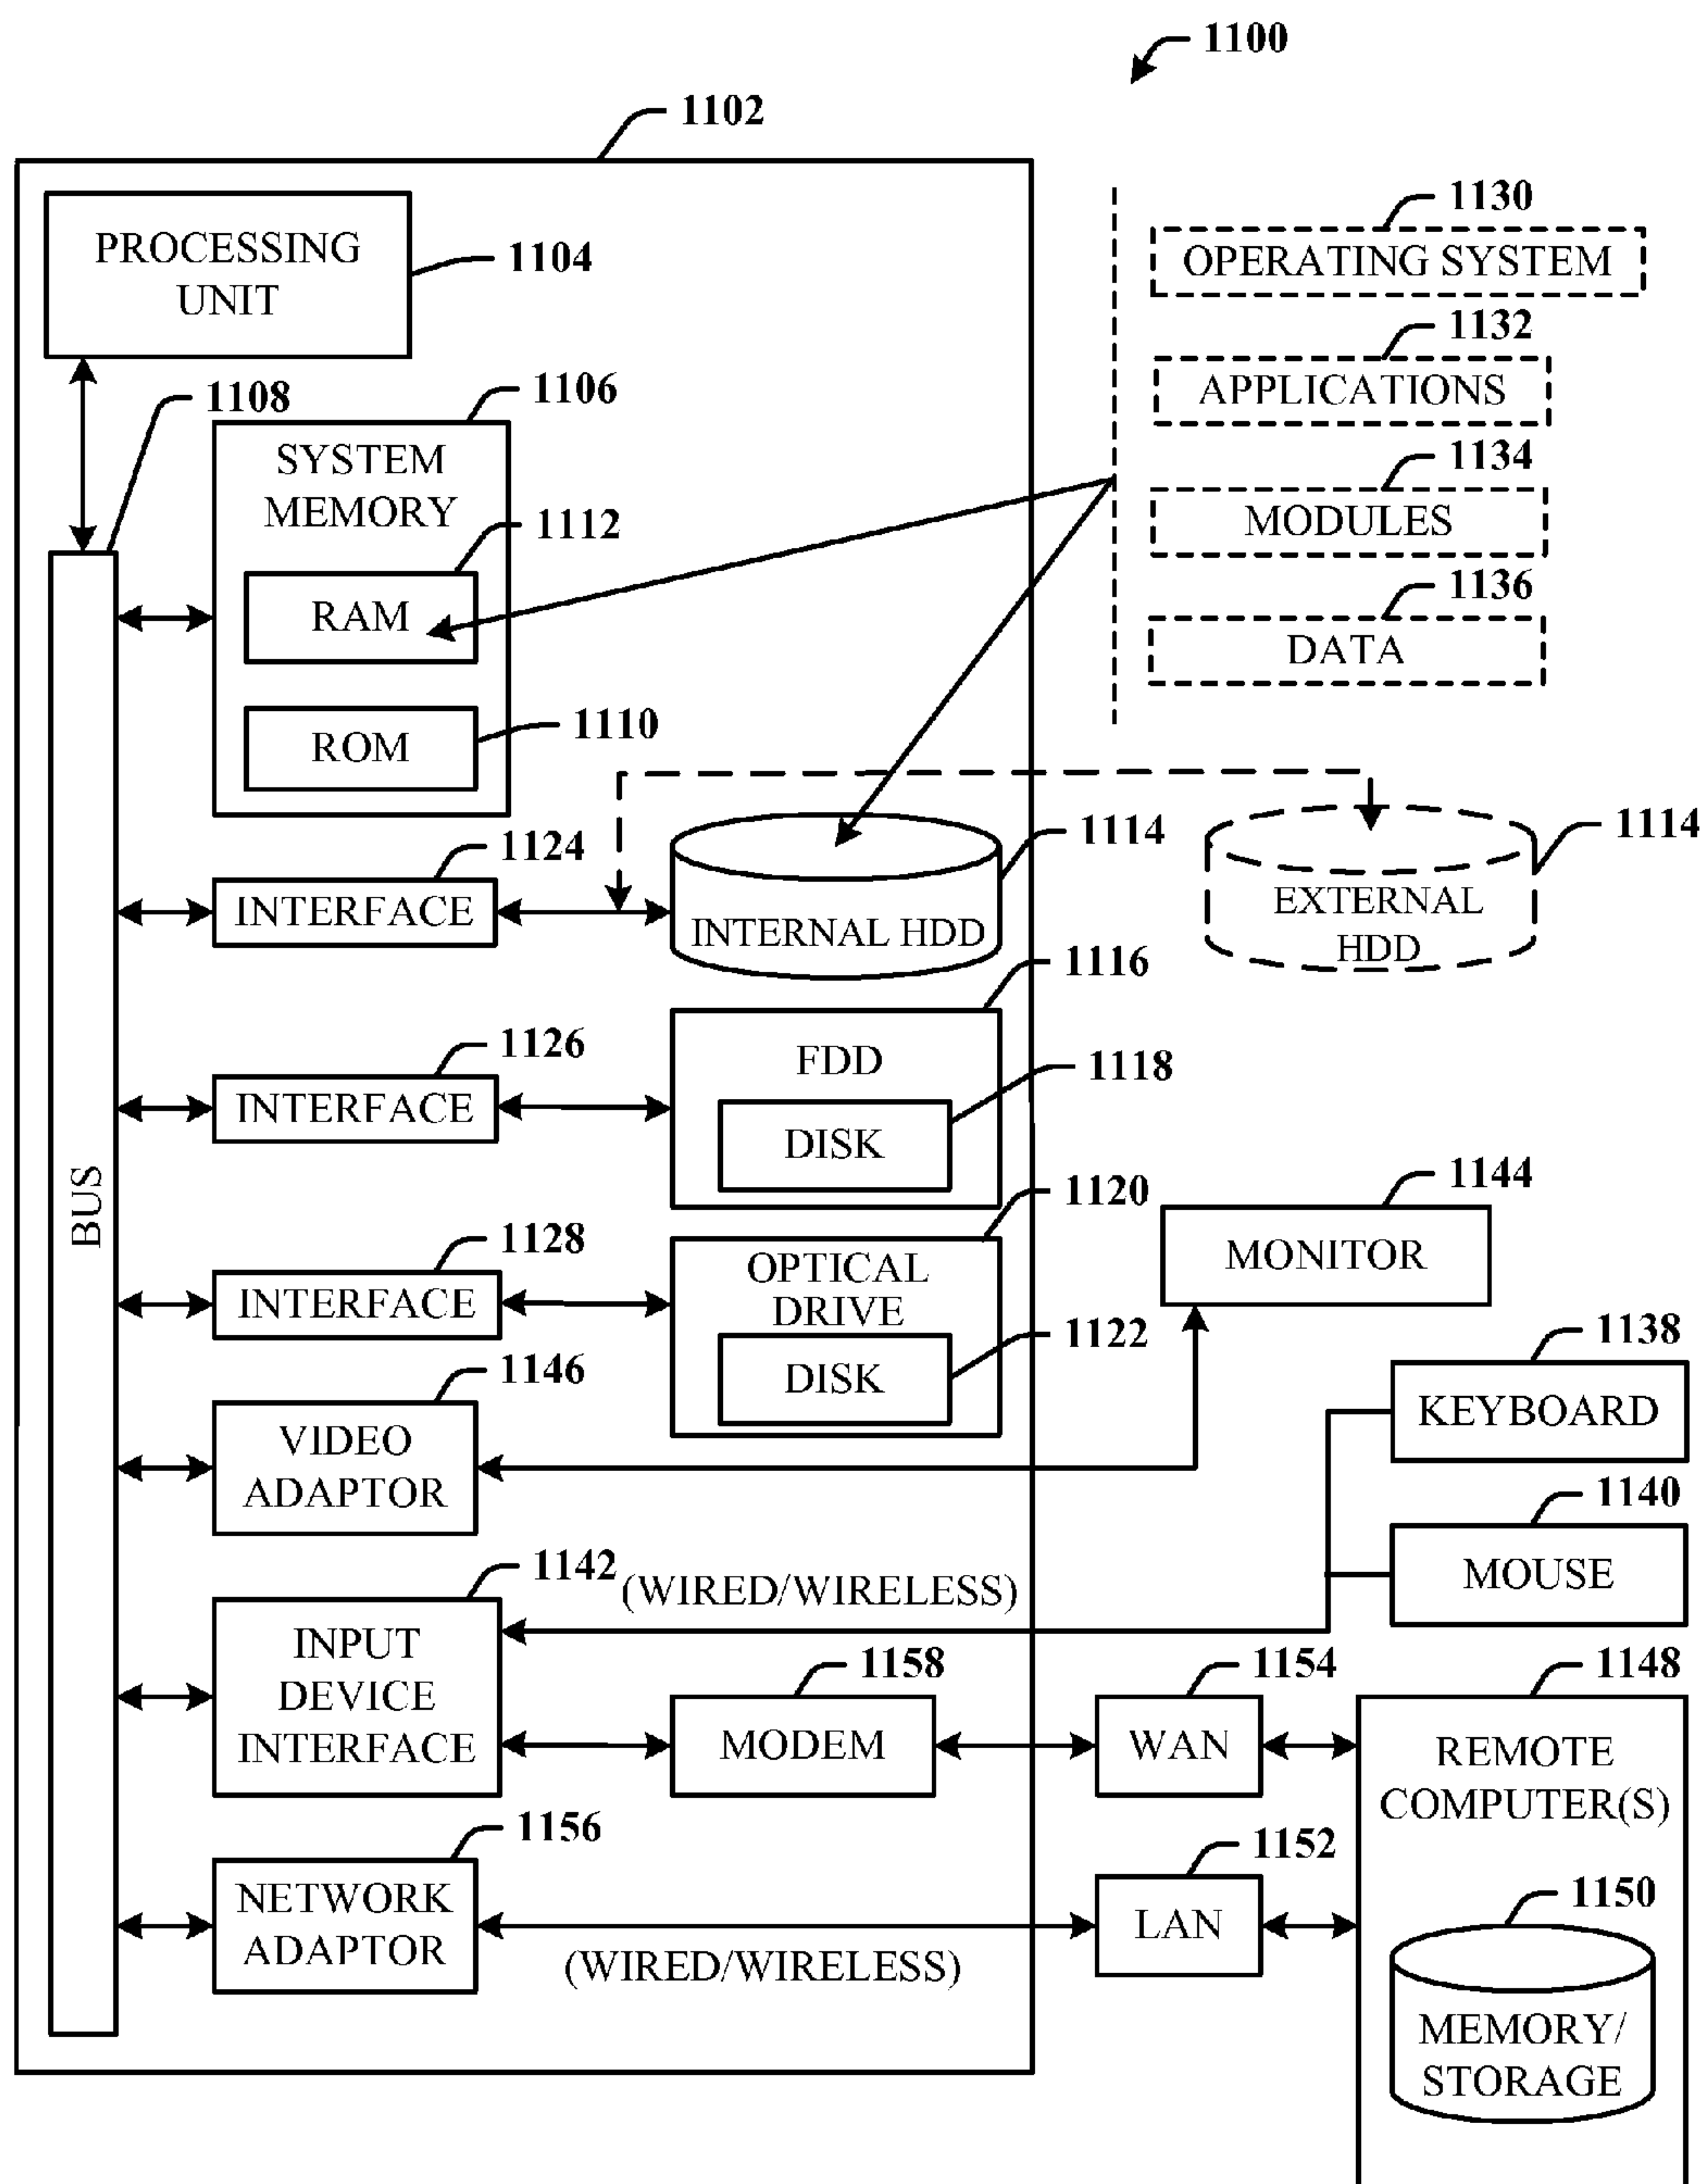 1100
1102
PROCESSING
UNIT
1104
1130
OPERATING SYSTEM
1132
APPLICATIONS
1134
MODULES
1136
DATA
1108
1106
SYSTEM
MEMORY
1112
RAM
1110
ROM
BUS
1124
INTERFACE
1114
INTERNAL HDD
1114
EXTERNAL
HDD
1126
INTERFACE
1116
FDD
1118
DISK
1128
INTERFACE
1120
OPTICAL
DRIVE
1122
DISK
1144
MONITOR
1146
VIDEO
ADAPTOR
1138
KEYBOARD
1140
MOUSE
1142
(WIRED/WIRELESS)
INPUT
DEVICE
INTERFACE
1158
MODEM
1154
WAN
1148
REMOTE
COMPUTER(S)
1156
NETWORK
ADAPTOR
(WIRED/WIRELESS)
1152
LAN
1150
MEMORY/
STORAGE